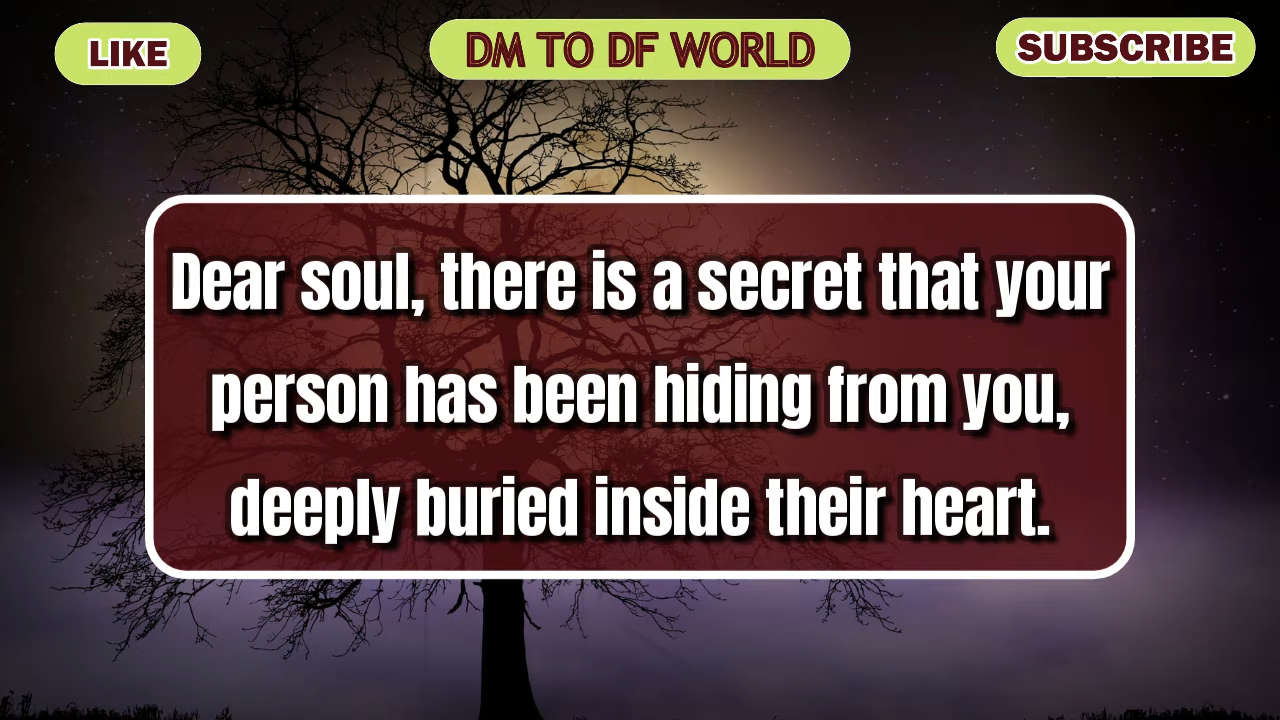 LIKE
DM TO DF WORLD
SUBSCRIBE
Dear soul, there is a secret that your
person has been hiding from you,
deeply buried inside their heart.